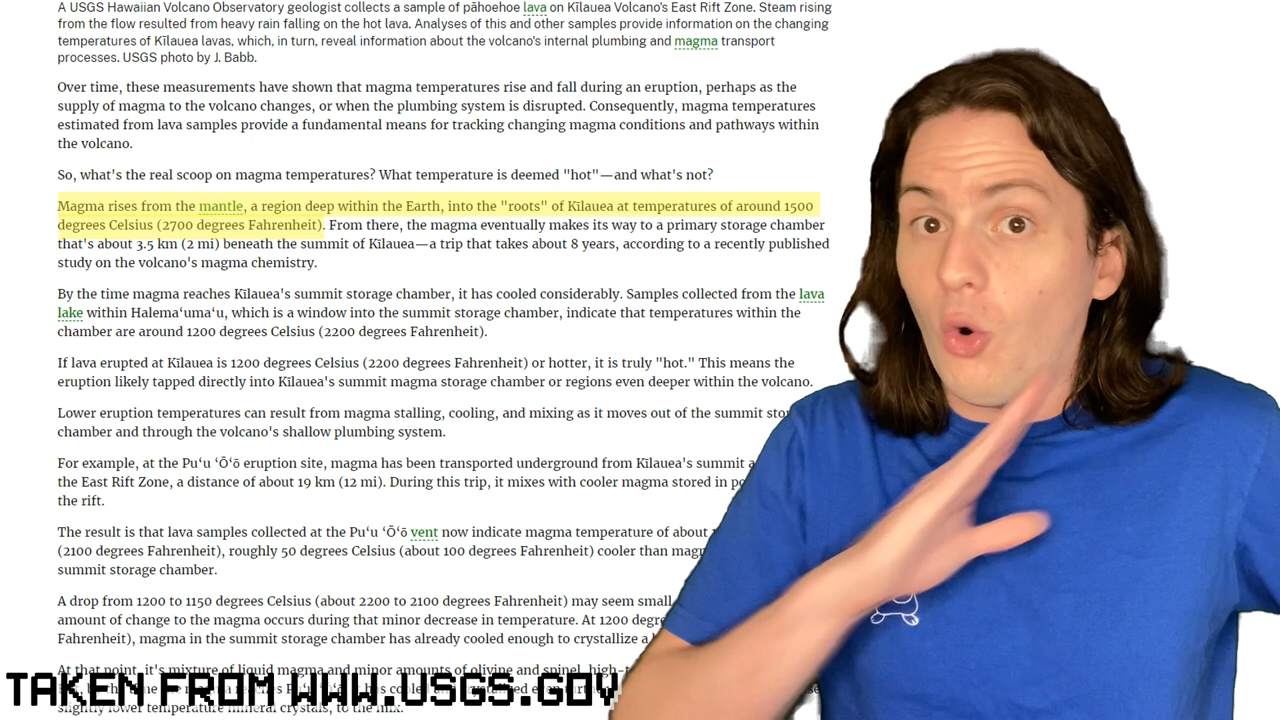 A USGS Hawaiian Volcano Observatory geologist collects a sample of pāhoehoe lava on Kīlauea Volcano's East Rift Zone. Steam rising
from the flow resulted from heavy rain falling on the hot lava. Analyses of this and other samples provide information on the changing
temperatures of Kīlauea lavas, which, in turn, reveal information about the volcano's internal plumbing and magma transport
processes. USGS photo by J. Babb.
Over time, these measurements have shown that magma temperatures rise and fall during an eruption, perhaps as the
supply of magma to the volcano changes, or when the plumbing system is disrupted. Consequently, magma temperatures
estimated from lava samples provide a fundamental means for tracking changing magma conditions and pathways within
the volcano.
So, what's the real scoop on magma temperatures? What temperature is deemed "hot"—and what's not?
Magma rises from the mantle, a region deep within the Earth, into the "roots" of Kīlauea at temperatures of around 1500
degrees Celsius (2700 degrees Fahrenheit). From there, the magma eventually makes its way to a primary storage chamber
that's about 3.5 km (2 mi) beneath the summit of Kīlauea—a trip that takes about 8 years, according to a recently published
study on the volcano's magma chemistry.
By the time magma reaches Kīlauea's summit storage chamber, it has cooled considerably. Samples collected from the lava
lake within Halema‘uma‘u, which is a window into the summit storage chamber, indicate that temperatures within the
chamber are around 1200 degrees Celsius (2200 degrees Fahrenheit).
If lava erupted at Kīlauea is 1200 degrees Celsius (2200 degrees Fahrenheit) or hotter, it is truly "hot." This means the
eruption likely tapped directly into Kīlauea's summit magma storage chamber or regions even deeper within the volcano.
Lower eruption temperatures can result from magma stalling, cooling, and mixing as it moves out of the summit
chamber and through the volcano's shallow plumbing system.
For example, at the Pu‘u ‘Ō‘ō eruption site, magma has been transported underground from Kīlauea's summit
the East Rift Zone, a distance of about 19 km (12 mi). During this trip, it mixes with cooler magma stored in
the rift.
The result is that lava samples collected at the Pu‘u ‘Ō‘ō vent now indicate magma temperature of about
(2100 degrees Fahrenheit), roughly 50 degrees Celsius (about 100 degrees Fahrenheit) cooler than
summit storage chamber.
A drop from 1200 to 1150 degrees Celsius (about 2200 to 2100 degrees Fahrenheit) may seem small
amount of change to the magma occurs during that minor decrease in temperature. At 1200
Fahrenheit), magma in the summit storage chamber has already cooled enough to crystallize a
At that point, it's mixture of liquid magma and minor amounts of olivine and spinel,
TAKEN FROM WWW.USGS.GOV
slightly lower temperature mineral crystals, to the mix.